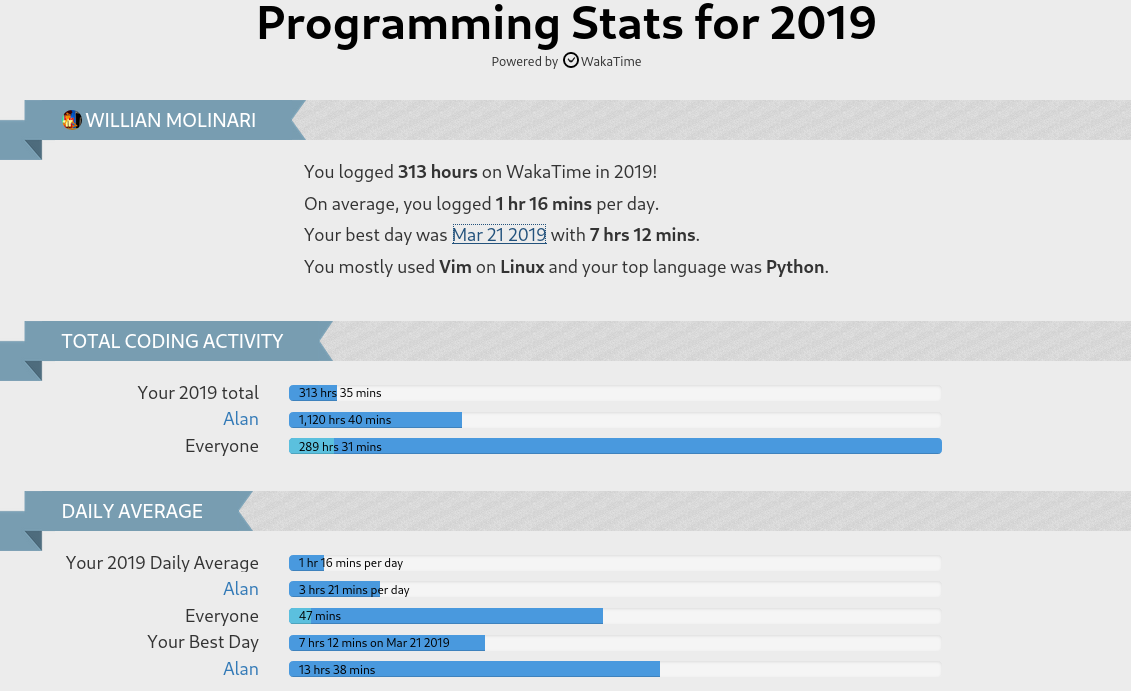 Programming Stats for 2019
Powered by WakaTime
WILLIAN MOLINARI
You logged 313 hours on WakaTime in 2019!
On average, you logged 1 hr 16 mins per day.
Your best day was Mar 21 2019 with 7 hrs 12 mins.
You mostly used Vim on Linux and your top language was Python.
TOTAL CODING ACTIVITY
Your 2019 total 313 hrs 35 mins
Alan 1,120 hrs 40 mins
Everyone 289 hrs 31 mins
DAILY AVERAGE
Your 2019 Daily Average 1 hr 16 mins per day
Alan 3 hrs 21 mins per day
Everyone 47 mins
Your Best Day 7 hrs 12 mins on Mar 21 2019
Alan 13 hrs 38 mins